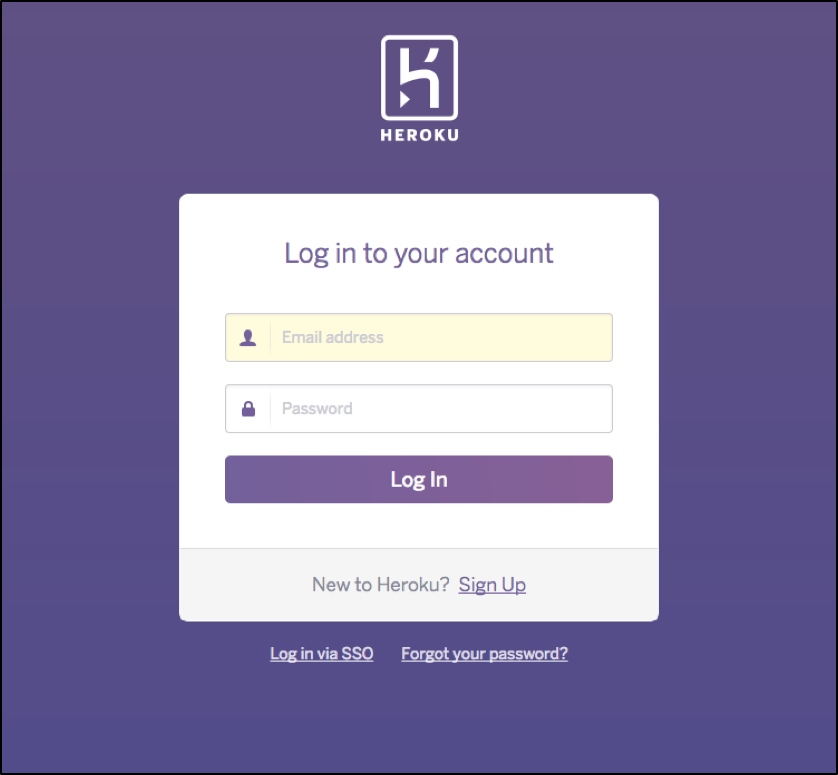 HEROKU
Log in to your account
Email address
Password
Log In
New to Heroku? Sign Up
Log in via SSO Forgot your password?